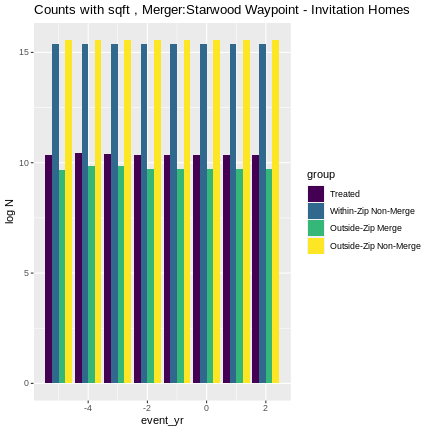 Counts with sqft , Merger:Starwood Waypoint - Invitation Homes
15
10
5
0
log N
-4
-2
0
2
event_yr
group
Treated
Within-Zip Non-Merge
Outside-Zip Merge
Outside-Zip Non-Merge